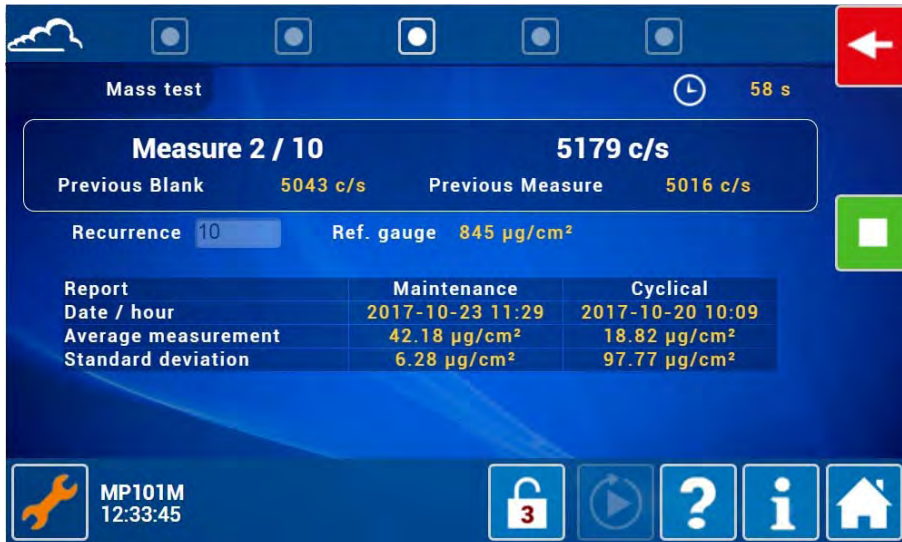 Mass test 58 s
Measure 2 / 10 5179 c/s
Previous Blank 5043 c/s Previous Measure 5016 c/s
Recurrence 10 Ref. gauge 845 µg/cm²
Report Maintenance Cyclical
Date / hour 2017-10-23 11:29 2017-10-20 10:09
Average measurement 42.18 µg/cm² 18.82 µg/cm²
Standard deviation 6.28 µg/cm² 97.77 µg/cm²
MP101M
12:33:45
3 ? i